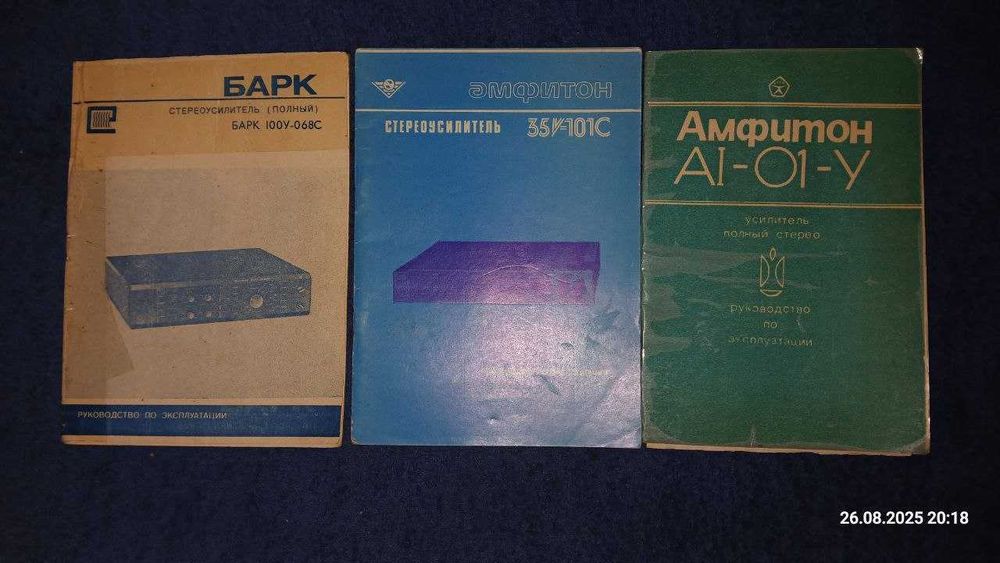 БАРК
СТЕРЕОУСИЛИТЕЛЬ (ПОЛНЫЙ)
БАРК 100У-068С
РУКОВОДСТВО ПО ЭКСПЛУАТАЦИИ
амфитон
СТЕРЕОУСИЛИТЕЛЬ 35У-101С
Амфитон
А1-01-У
усилитель
полный стерео
руководство
по
эксплуатации
26.08.2025 20:18